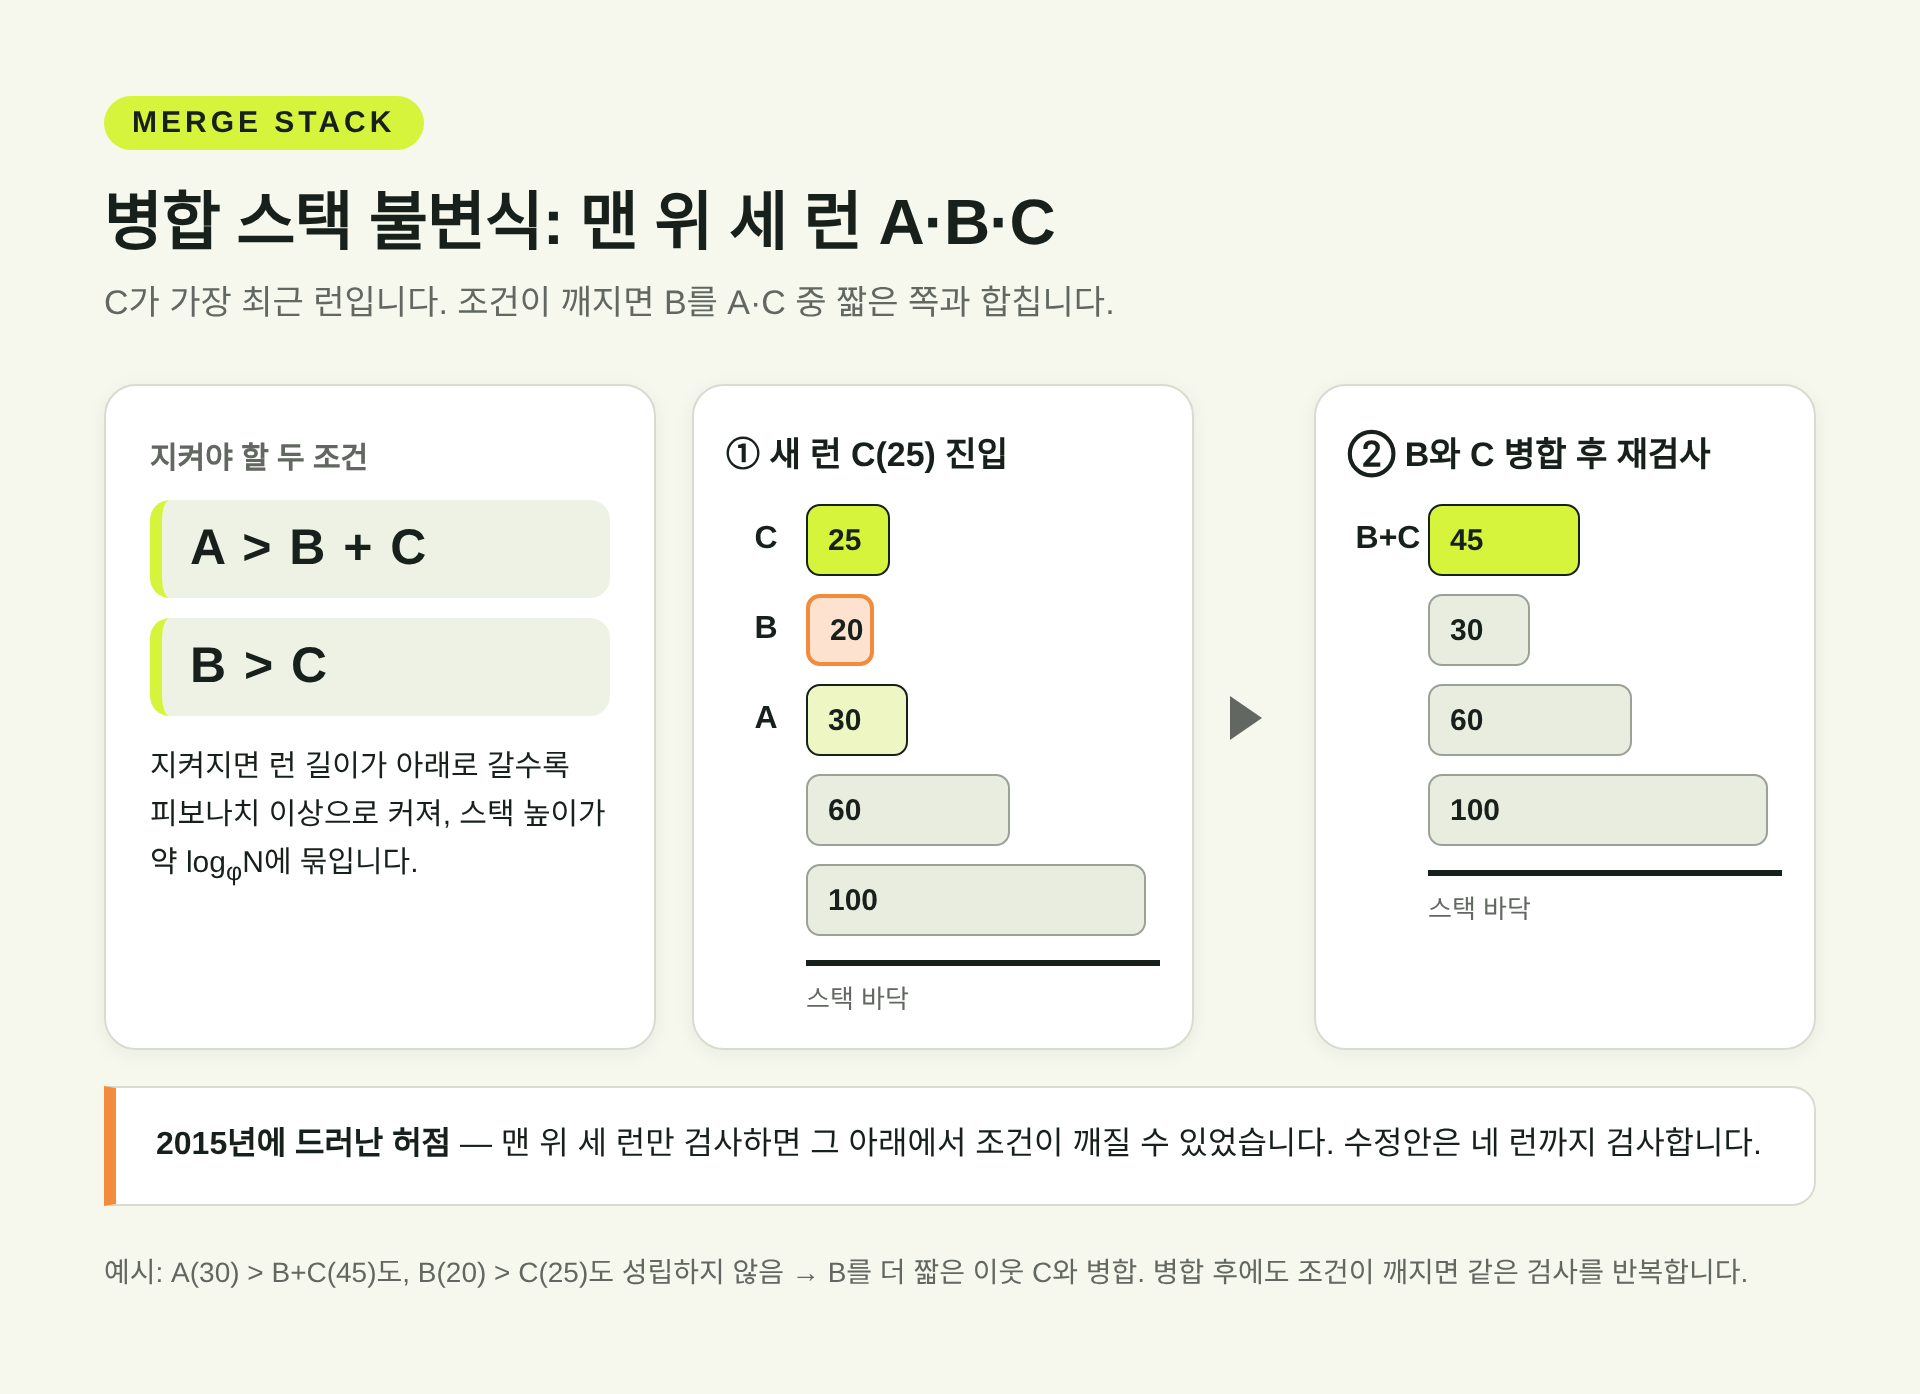 MERGE STACK
병합 스택 불변식: 맨 위 세 런 A·B·C
C가 가장 최근 런입니다. 조건이 깨지면 B를 A·C 중 짧은 쪽과 합칩니다.
지켜야 할 두 조건
A > B + C
B > C
지켜지면 런 길이가 아래로 갈수록
피보나치 이상으로 커져, 스택 높이가
약 logφN에 묶입니다.
① 새 런 C(25) 진입
C 25
B 20
A 30
60
100
스택 바닥
② B와 C 병합 후 재검사
B+C 45
30
60
100
스택 바닥
2015년에 드러난 허점 — 맨 위 세 런만 검사하면 그 아래에서 조건이 깨질 수 있었습니다. 수정안은 네 런까지 검사합니다.
예시: A(30) > B+C(45)도, B(20) > C(25)도 성립하지 않음 → B를 더 짧은 이웃 C와 병합. 병합 후에도 조건이 깨지면 같은 검사를 반복합니다.